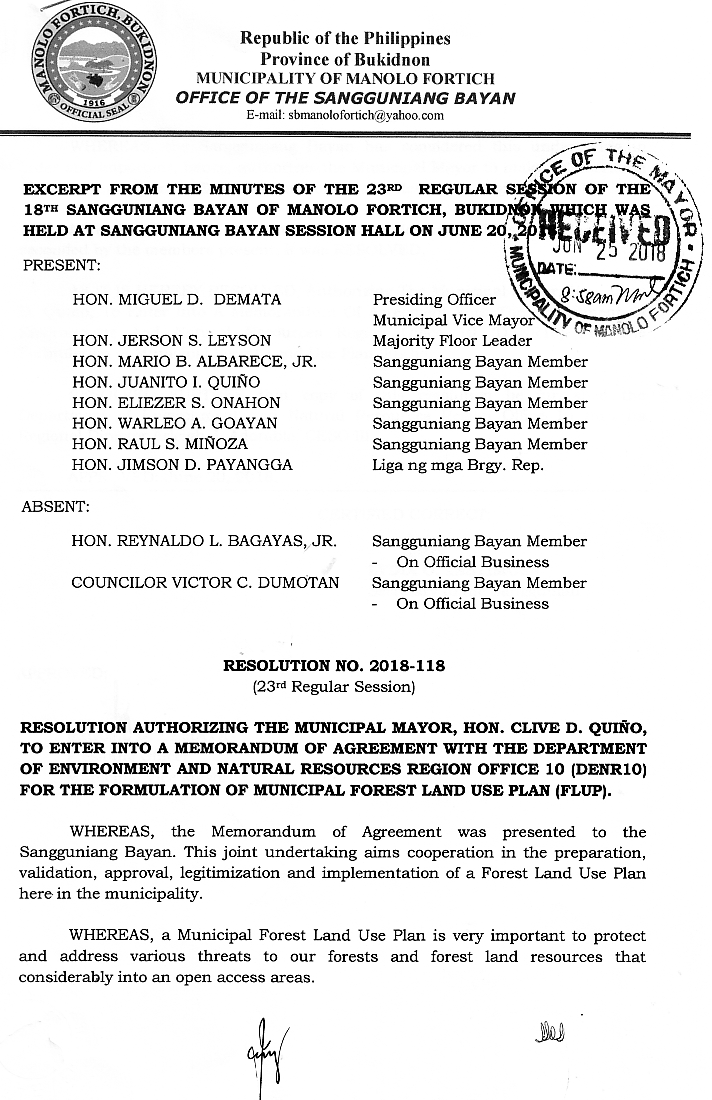 MANOLO FORTICH, BUKIDNON
1916
OFFICIAL SEAL
Republic of the Philippines
Province of Bukidnon
MUNICIPALITY OF MANOLO FORTICH
OFFICE OF THE SANGGUNIANG BAYAN
E-mail: sbmanolofortich@yahoo.com
OFFICE OF THE MAYOR
RECEIVED
JUN 25 2018
DATE:
8:58am
MUNICIPALITY OF MANOLO FORTICH
EXCERPT FROM THE MINUTES OF THE 23RD REGULAR SESSION OF THE
18TH SANGGUNIANG BAYAN OF MANOLO FORTICH, BUKIDNON WHICH WAS
HELD AT SANGGUNIANG BAYAN SESSION HALL ON JUNE 20, 20
PRESENT:
HON. MIGUEL D. DEMATA Presiding Officer
Municipal Vice Mayor
HON. JERSON S. LEYSON Majority Floor Leader
HON. MARIO B. ALBARECE, JR. Sangguniang Bayan Member
HON. JUANITO I. QUIÑO Sangguniang Bayan Member
HON. ELIEZER S. ONAHON Sangguniang Bayan Member
HON. WARLEO A. GOAYAN Sangguniang Bayan Member
HON. RAUL S. MIÑOZA Sangguniang Bayan Member
HON. JIMSON D. PAYANGGA Liga ng mga Brgy. Rep.
ABSENT:
HON. REYNALDO L. BAGAYAS, JR. Sangguniang Bayan Member
- On Official Business
COUNCILOR VICTOR C. DUMOTAN Sangguniang Bayan Member
- On Official Business
RESOLUTION NO. 2018-118
(23rd Regular Session)
RESOLUTION AUTHORIZING THE MUNICIPAL MAYOR, HON. CLIVE D. QUIÑO,
TO ENTER INTO A MEMORANDUM OF AGREEMENT WITH THE DEPARTMENT
OF ENVIRONMENT AND NATURAL RESOURCES REGION OFFICE 10 (DENR10)
FOR THE FORMULATION OF MUNICIPAL FOREST LAND USE PLAN (FLUP).
WHEREAS, the Memorandum of Agreement was presented to the
Sangguniang Bayan. This joint undertaking aims cooperation in the preparation,
validation, approval, legitimization and implementation of a Forest Land Use Plan
here in the municipality.
WHEREAS, a Municipal Forest Land Use Plan is very important to protect
and address various threats to our forests and forest land resources that
considerably into an open access areas.